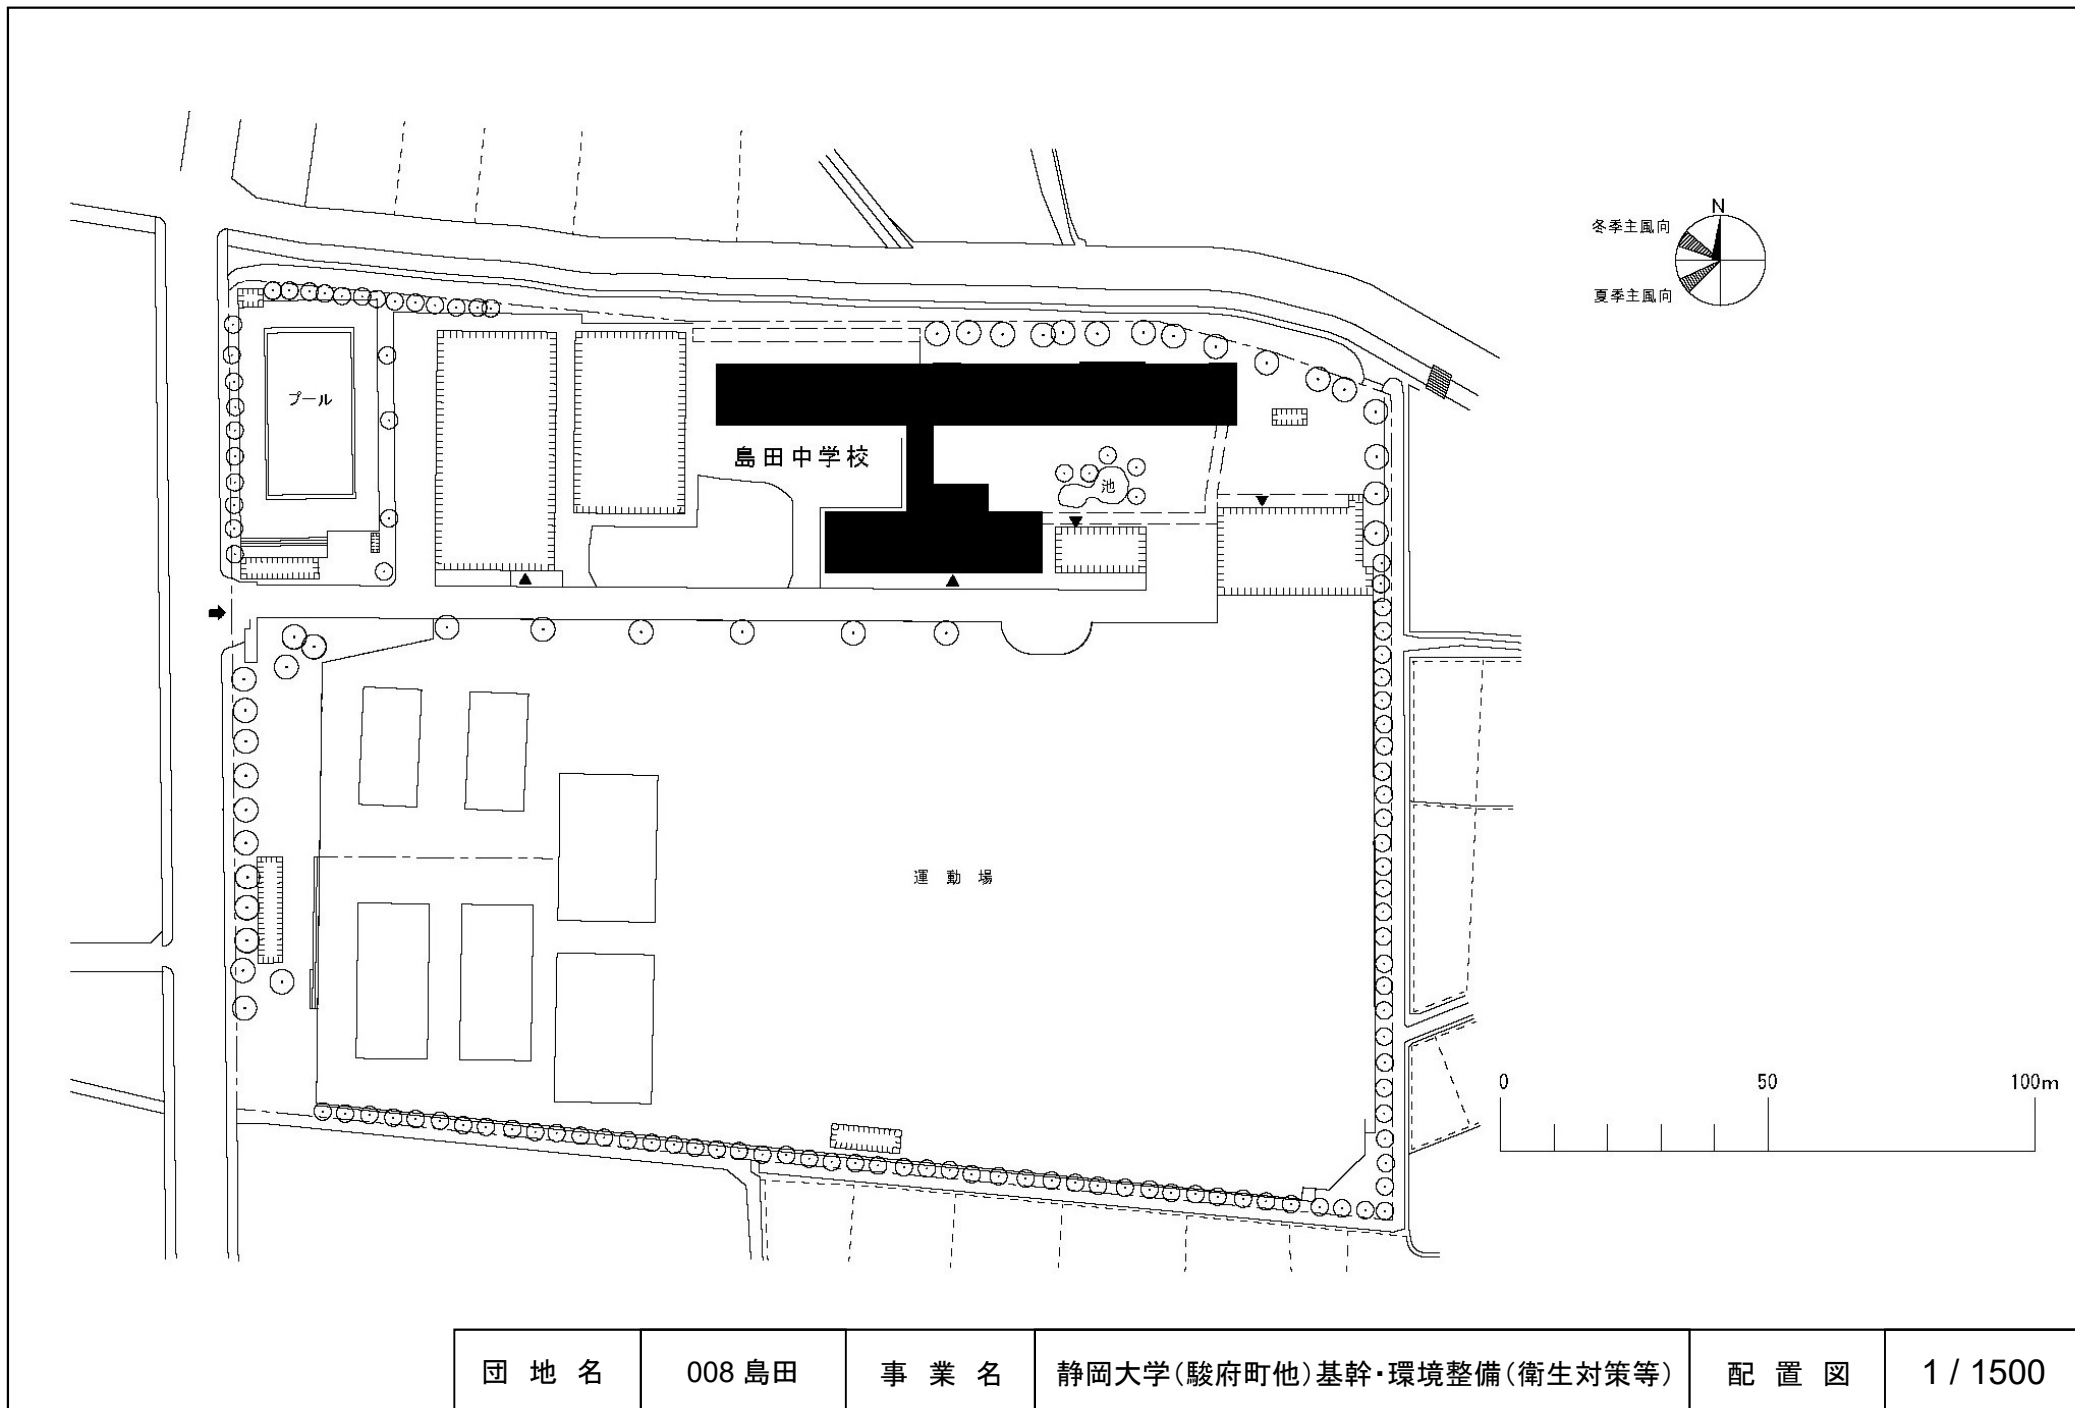 N
冬季主風向
夏季主風向
プール
島田中学校
池
運動場
0 50 100m
団地名 008 島田 事業名 静岡大学(駿府町他)基幹・環境整備(衛生対策等) 配置図 1 / 1500